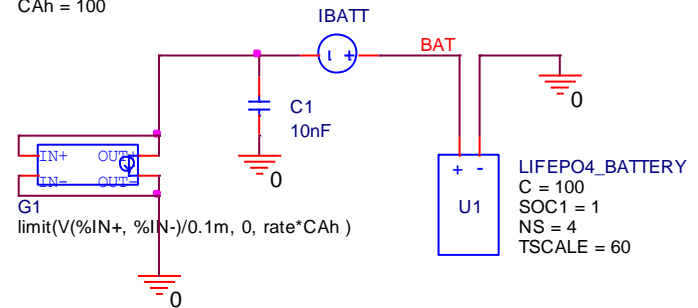 CAh = 100
IBATT
BAT
0
C1
10nF
0
IN+ OUT+
IN- OUT-
G1
limit(V(%IN+, %IN-)/0.1m, 0, rate*CAh )
0
+ -
U1
LIFEPO4_BATTERY
C = 100
SOC1 = 1
NS = 4
TSCALE = 60